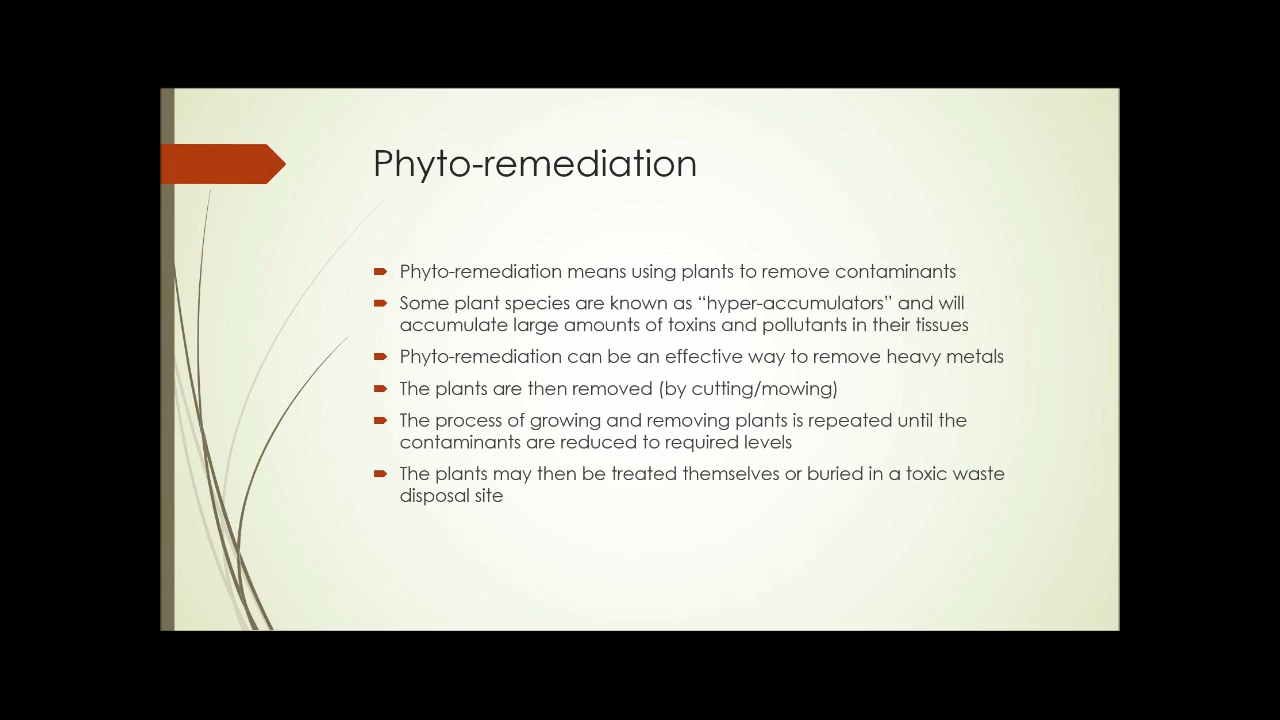 Phyto-remediation
Phyto-remediation means using plants to remove contaminants
Some plant species are known as “hyper-accumulators” and will
accumulate large amounts of toxins and pollutants in their tissues
Phyto-remediation can be an effective way to remove heavy metals
The plants are then removed (by cutting/mowing)
The process of growing and removing plants is repeated until the
contaminants are reduced to required levels
The plants may then be treated themselves or buried in a toxic waste
disposal site